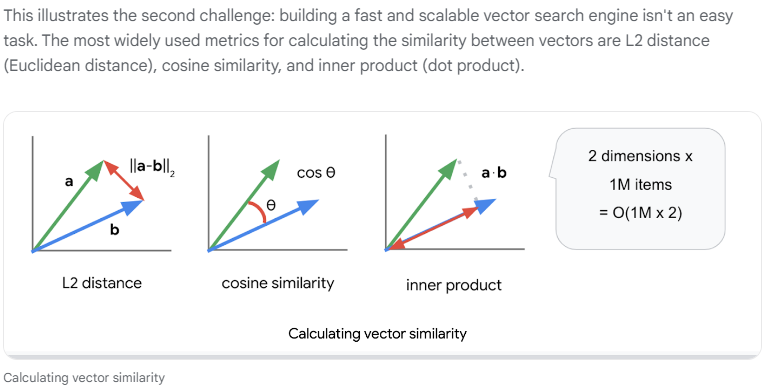 This illustrates the second challenge: building a fast and scalable vector search engine isn't an easy
task. The most widely used metrics for calculating the similarity between vectors are L2 distance
(Euclidean distance), cosine similarity, and inner product (dot product).
a
||a-b||₂
b
L2 distance
cos θ
θ
cosine similarity
a·b
inner product
2 dimensions x
1M items
= O(1M x 2)
Calculating vector similarity
Calculating vector similarity